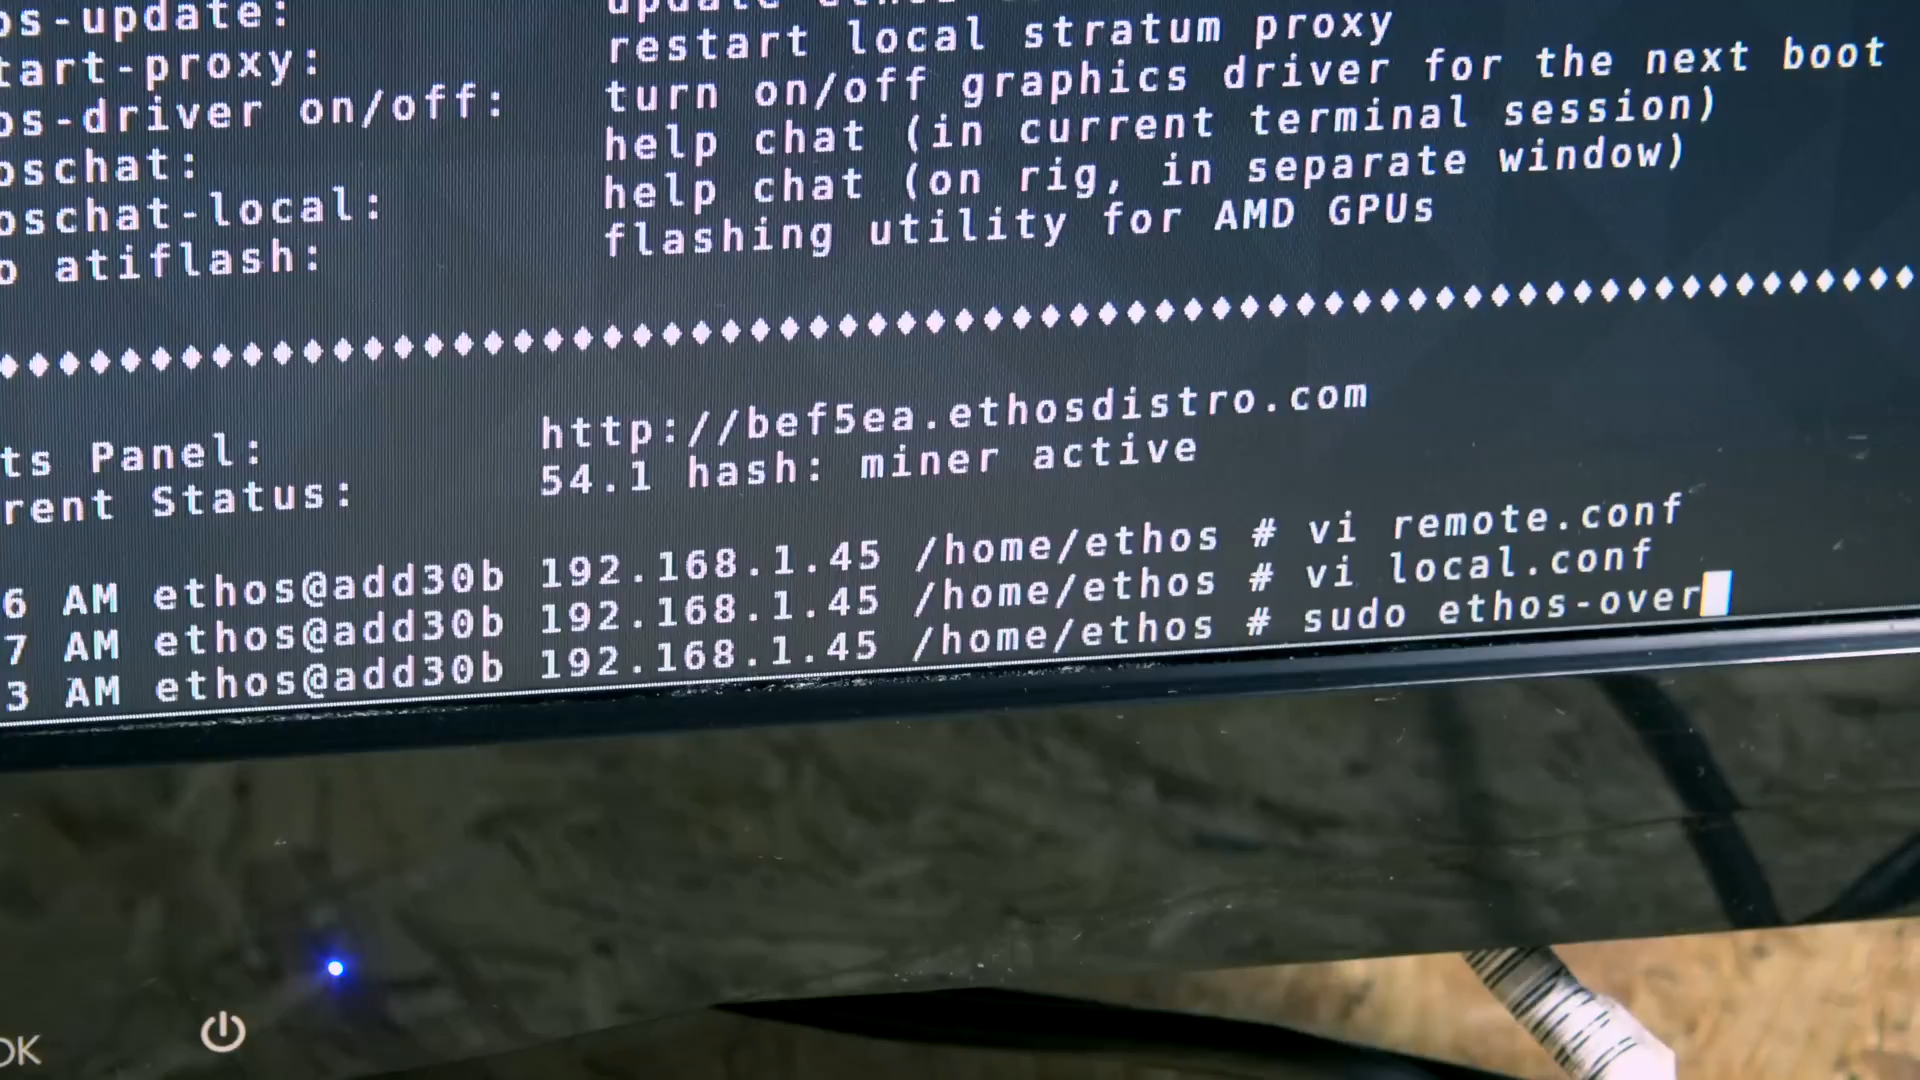 os-update:
restart local stratum proxy
tart-proxy:
turn on/off graphics driver for the next boot
os-driver on/off:
help chat (in current terminal session)
oschat:
help chat (on rig, in separate window)
oschat-local:
flashing utility for AMD GPUs
o atiflash:
♦♦♦♦♦♦♦♦♦♦♦♦♦♦♦♦♦♦♦♦♦♦♦♦♦♦♦♦♦♦♦♦♦♦♦♦♦♦♦♦♦♦♦♦♦♦♦♦♦♦♦♦♦♦♦♦♦♦♦♦♦♦♦♦♦♦
ts Panel: http://bef5ea.ethosdistro.com
rent Status: 54.1 hash: miner active
6 AM ethos@add30b 192.168.1.45 /home/ethos # vi remote.conf
7 AM ethos@add30b 192.168.1.45 /home/ethos # vi local.conf
3 AM ethos@add30b 192.168.1.45 /home/ethos # sudo ethos-over
OK